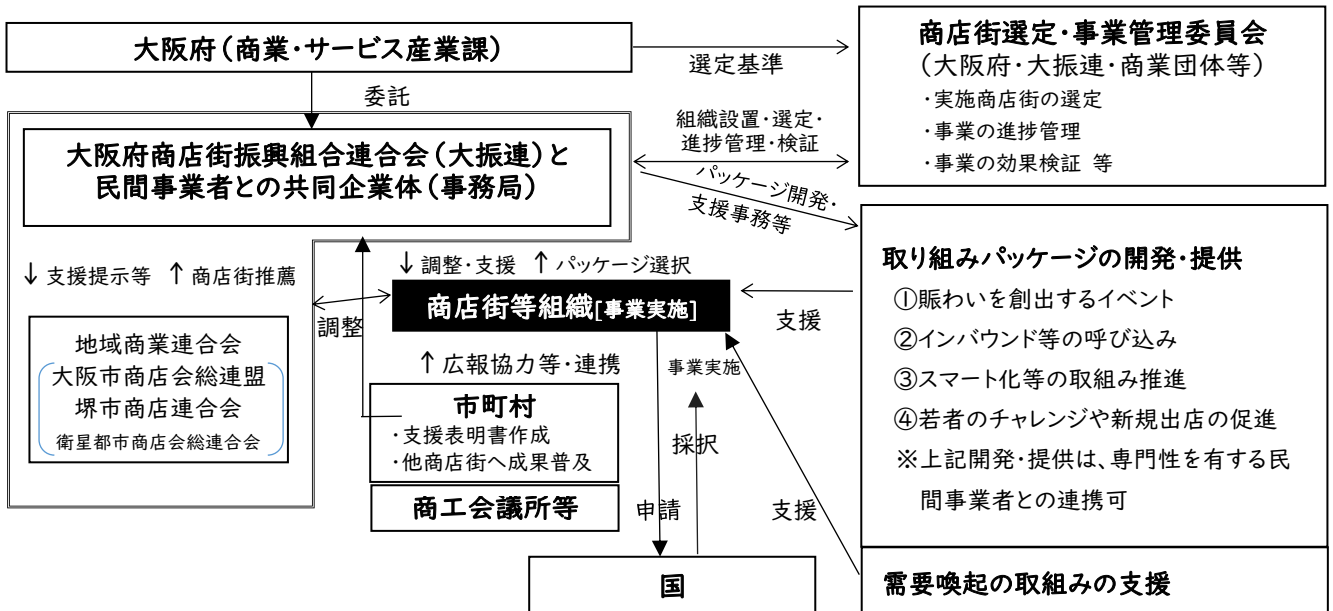 大阪府(商業・サービス産業課)
委託
選定基準
商店街選定・事業管理委員会
(大阪府・大振連・商業団体等)
・実施商店街の選定
・事業の進捗管理
・事業の効果検証 等
大阪府商店街振興組合連合会(大振連)と
民間事業者との共同企業体(事務局)
組織設置・選定・
進捗管理・検証
パッケージ開発・
支援事務等
↓ 支援提示等 ↑ 商店街推薦
↓ 調整・支援 ↑ パッケージ選択
商店街等組織[事業実施]
調整
支援
取り組みパッケージの開発・提供
①賑わいを創出するイベント
②インバウンド等の呼び込み
③スマート化等の取組み推進
④若者のチャレンジや新規出店の促進
※上記開発・提供は、専門性を有する民
間事業者との連携可
地域商業連合会
大阪市商店会総連盟
堺市商店連合会
衛星都市商店会総連合会
↑ 広報協力等・連携
事業実施
市町村
・支援表明書作成
・他商店街へ成果普及
採択
商工会議所等
申請
支援
国
需要喚起の取組みの支援